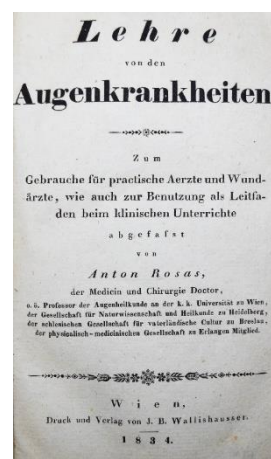 Lehre
von den
Augenkrankheiten
Zum
Gebrauche für practische Aerzte und Wund-
ärzte, wie auch zur Benutzung als Leitfa-
den beim klinischen Unterrichte
abgefaſst
von
Anton Rosas,
der Medicin und Chirurgie Doctor,
o. ö. Professor der Augenheilkunde an der k. k. Universität zu Wien,
der Gesellschaft für Naturwissenschaft und Heilkunde zu Heidelberg,
der schlesischen Gesellschaft für vaterländische Cultur zu Breslau,
der physicalisch-medicinischen Gesellschaft zu Erlangen Mitglied.
Wien,
Druck und Verlag von J. B. Wallishausser.
1834.